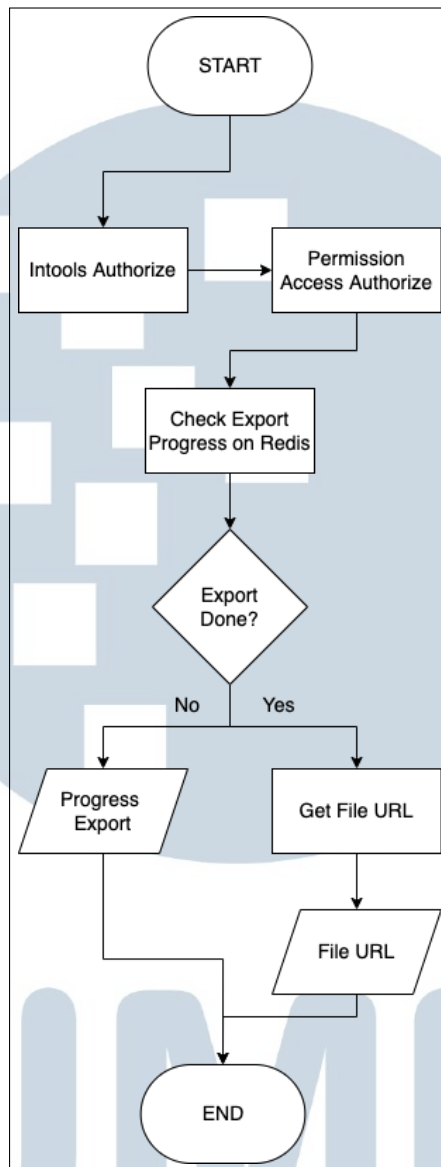 START
Intools Authorize
Permission
Access Authorize
Check Export
Progress on Redis
Export
Done?
No
Yes
Progress
Export
Get File URL
File URL
END